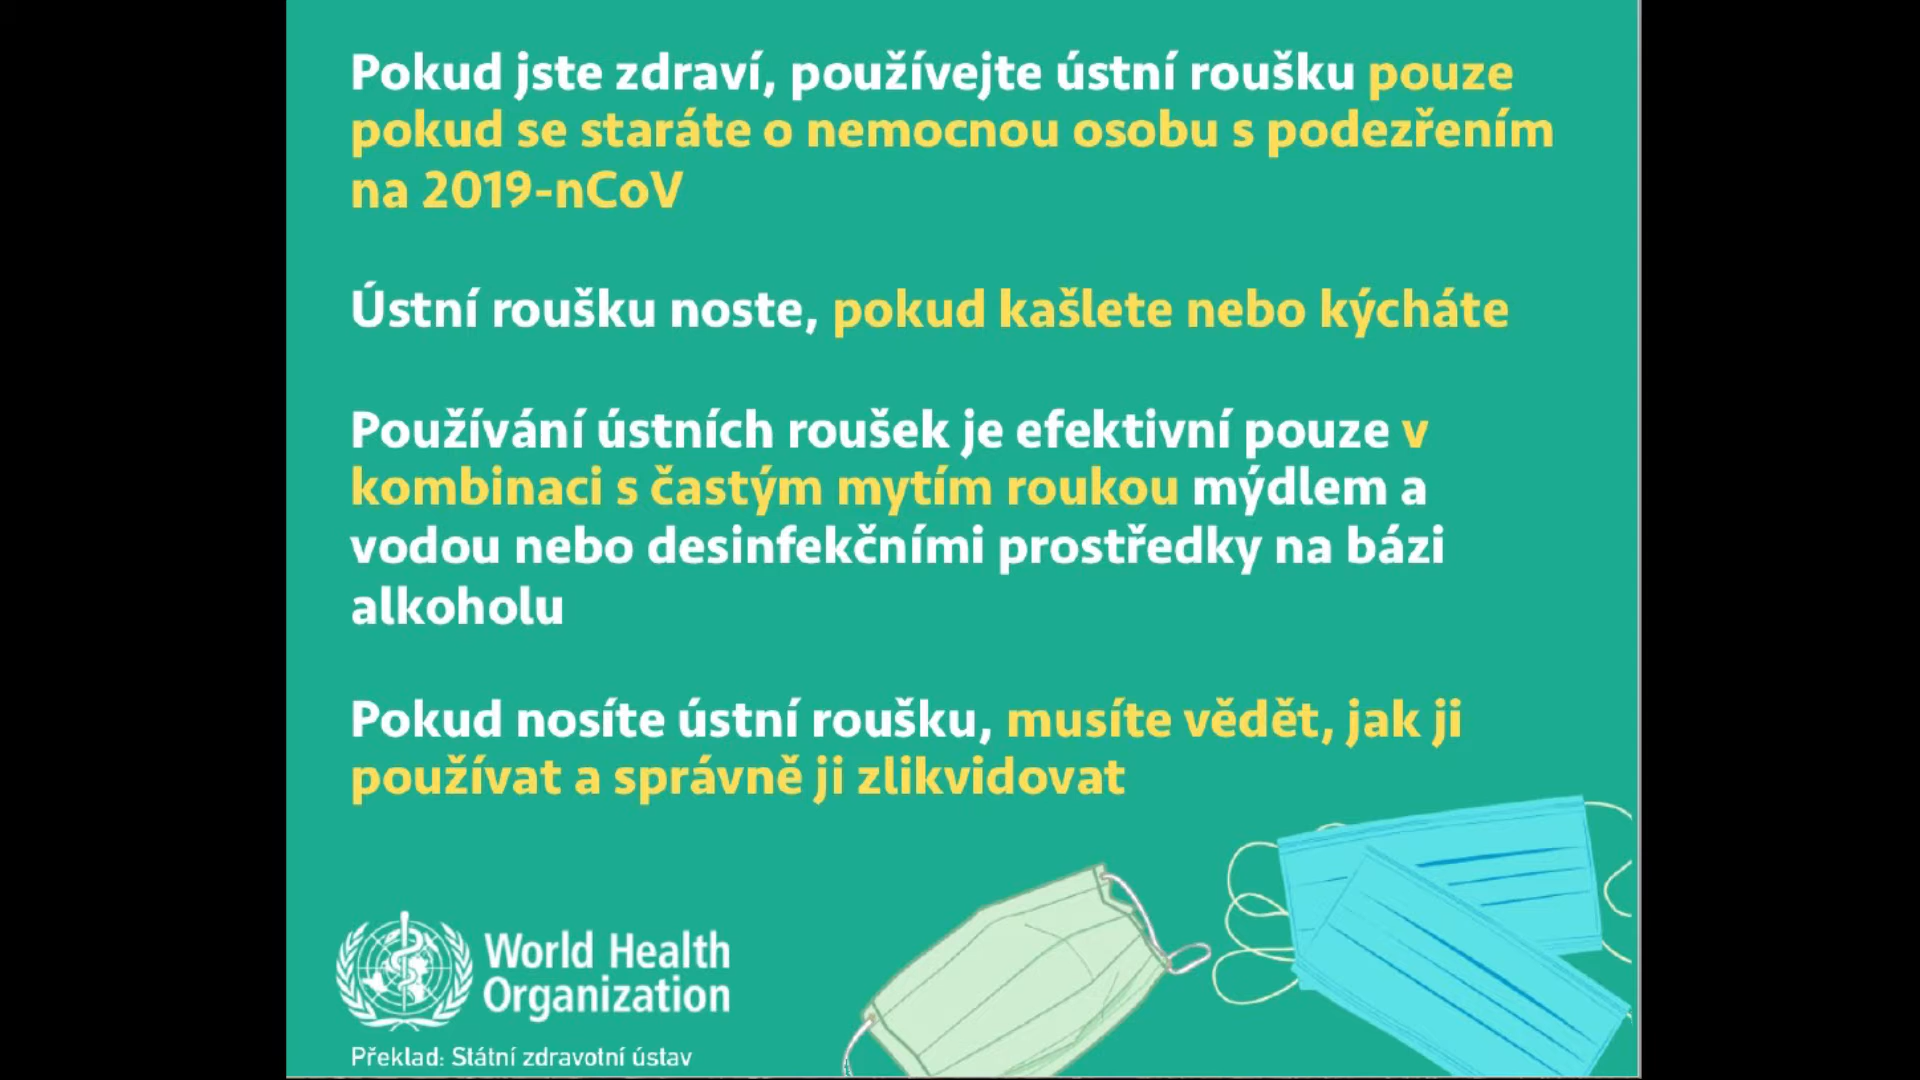 Pokud jste zdraví, používejte ústní roušku pouze
pokud se staráte o nemocnou osobu s podezřením
na 2019-nCoV
Ústní roušku noste, pokud kašlete nebo kýcháte
Používání ústních roušek je efektivní pouze v
kombinaci s častým mytím roukou mýdlem a
vodou nebo desinfekčními prostředky na bázi
alkoholu
Pokud nosíte ústní roušku, musíte vědět, jak ji
používat a správně ji zlikvidovat
World Health
Organization
Překlad: Státní zdravotní ústav